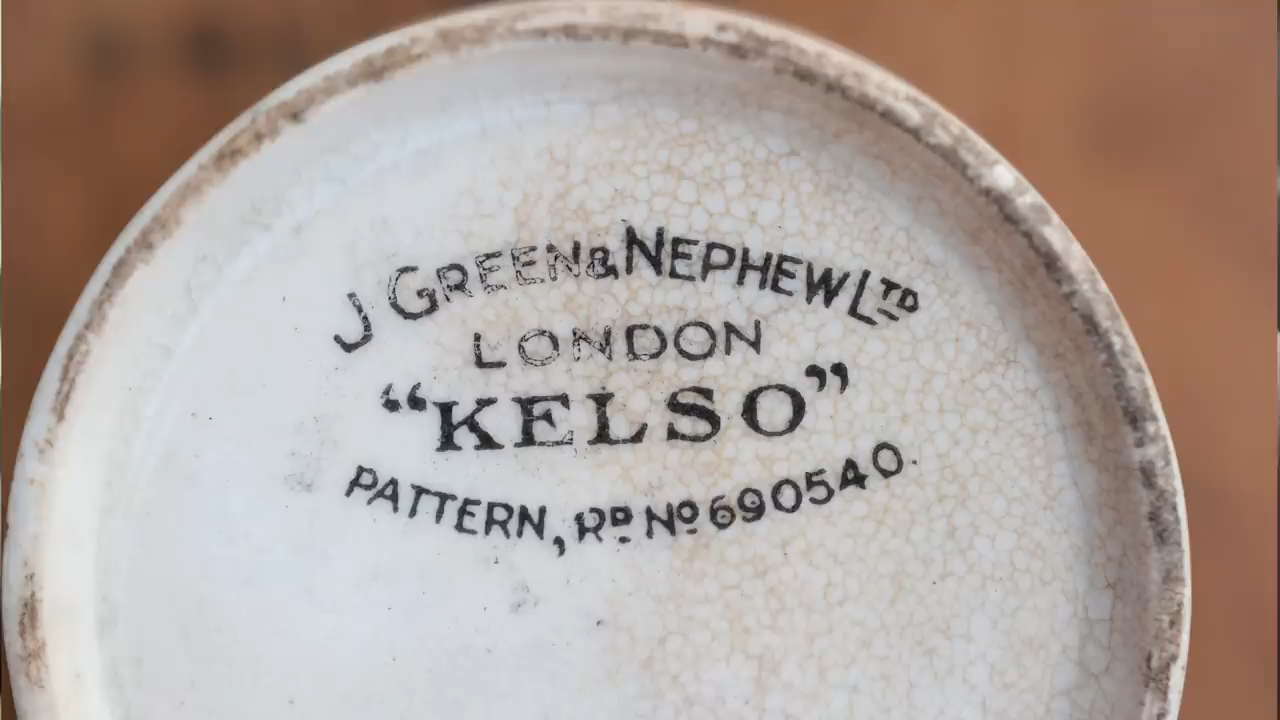 J GREEN & NEPHEW LTD
LONDON
“KELSO”
PATTERN, RD NO 690540.